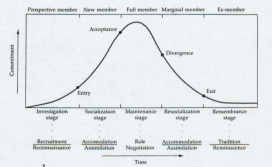 Prospective member New member Full member Marginal member Ex-member
Acceptance
Divergence
Commitment
Entry
Exit
Investigation stage Socialization stage Maintenance stage Resocialization stage Remembrance stage
Recruitment Accomodation Role Accommodation Tradition
Reconnaissance Assimilation Negotiation Assimilation Reminiscence
Time